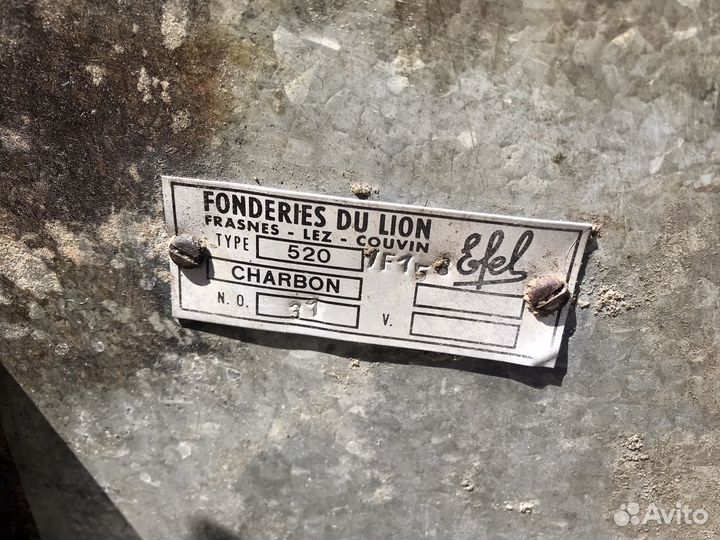 FONDERIES DU LION
FRASNES - LEZ - COUVIN
TYPE 520 Efel
CHARBON
N. O. 31 V.
Avito